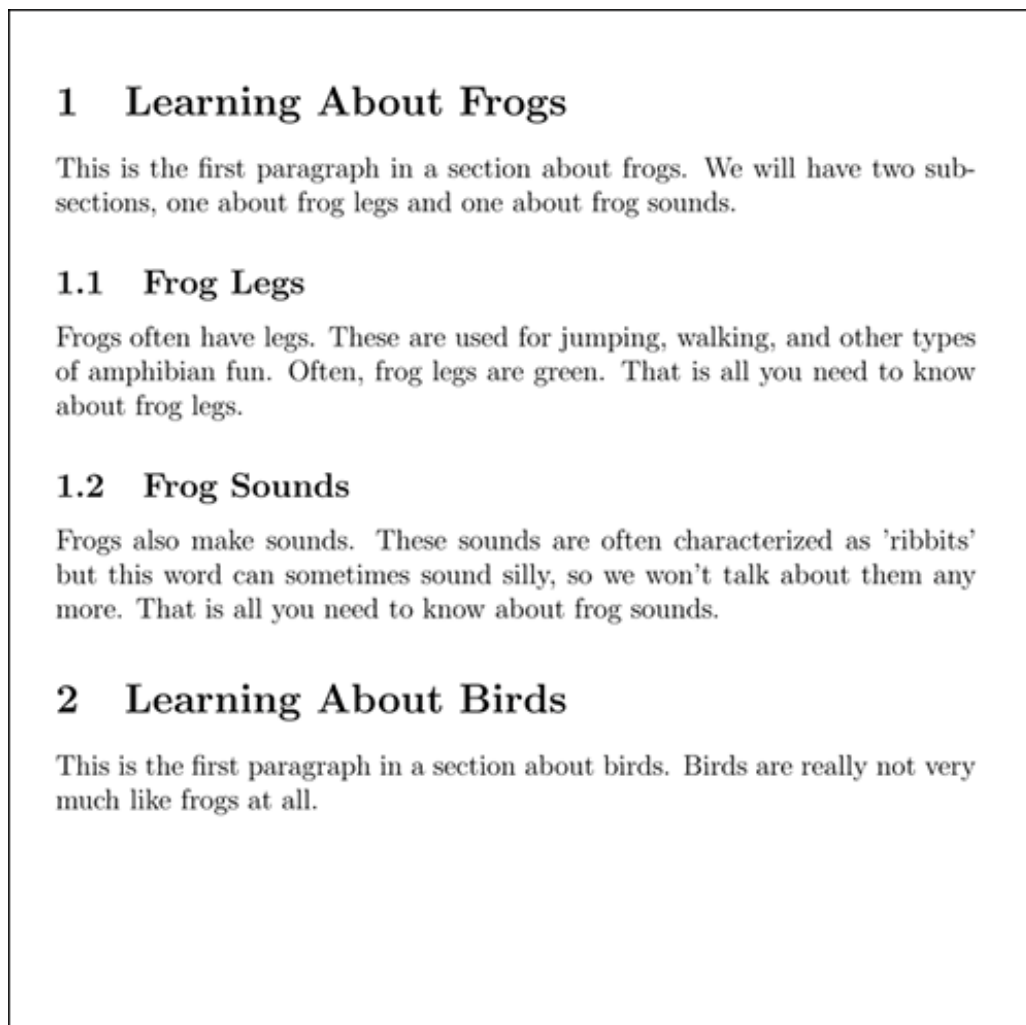 1 Learning About Frogs
This is the first paragraph in a section about frogs. We will have two sub-
sections, one about frog legs and one about frog sounds.
1.1 Frog Legs
Frogs often have legs. These are used for jumping, walking, and other types
of amphibian fun. Often, frog legs are green. That is all you need to know
about frog legs.
1.2 Frog Sounds
Frogs also make sounds. These sounds are often characterized as 'ribbits'
but this word can sometimes sound silly, so we won't talk about them any
more. That is all you need to know about frog sounds.
2 Learning About Birds
This is the first paragraph in a section about birds. Birds are really not very
much like frogs at all.